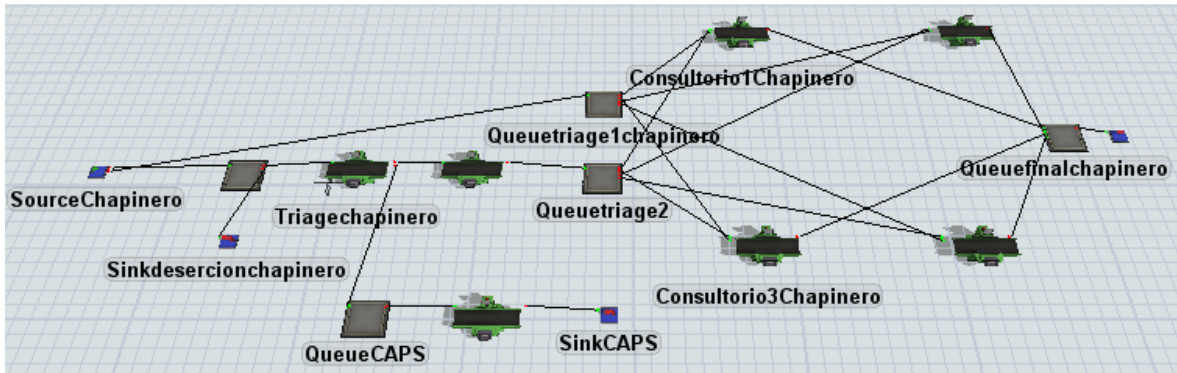 Consultorio1Chapinero
Queuetriage1chapinero
Queuefinalchapinero
SourceChapinero
Triagechapinero
Queuetriage2
Sinkdesercionchapinero
Consultorio3Chapinero
QueueCAPS
SinkCAPS